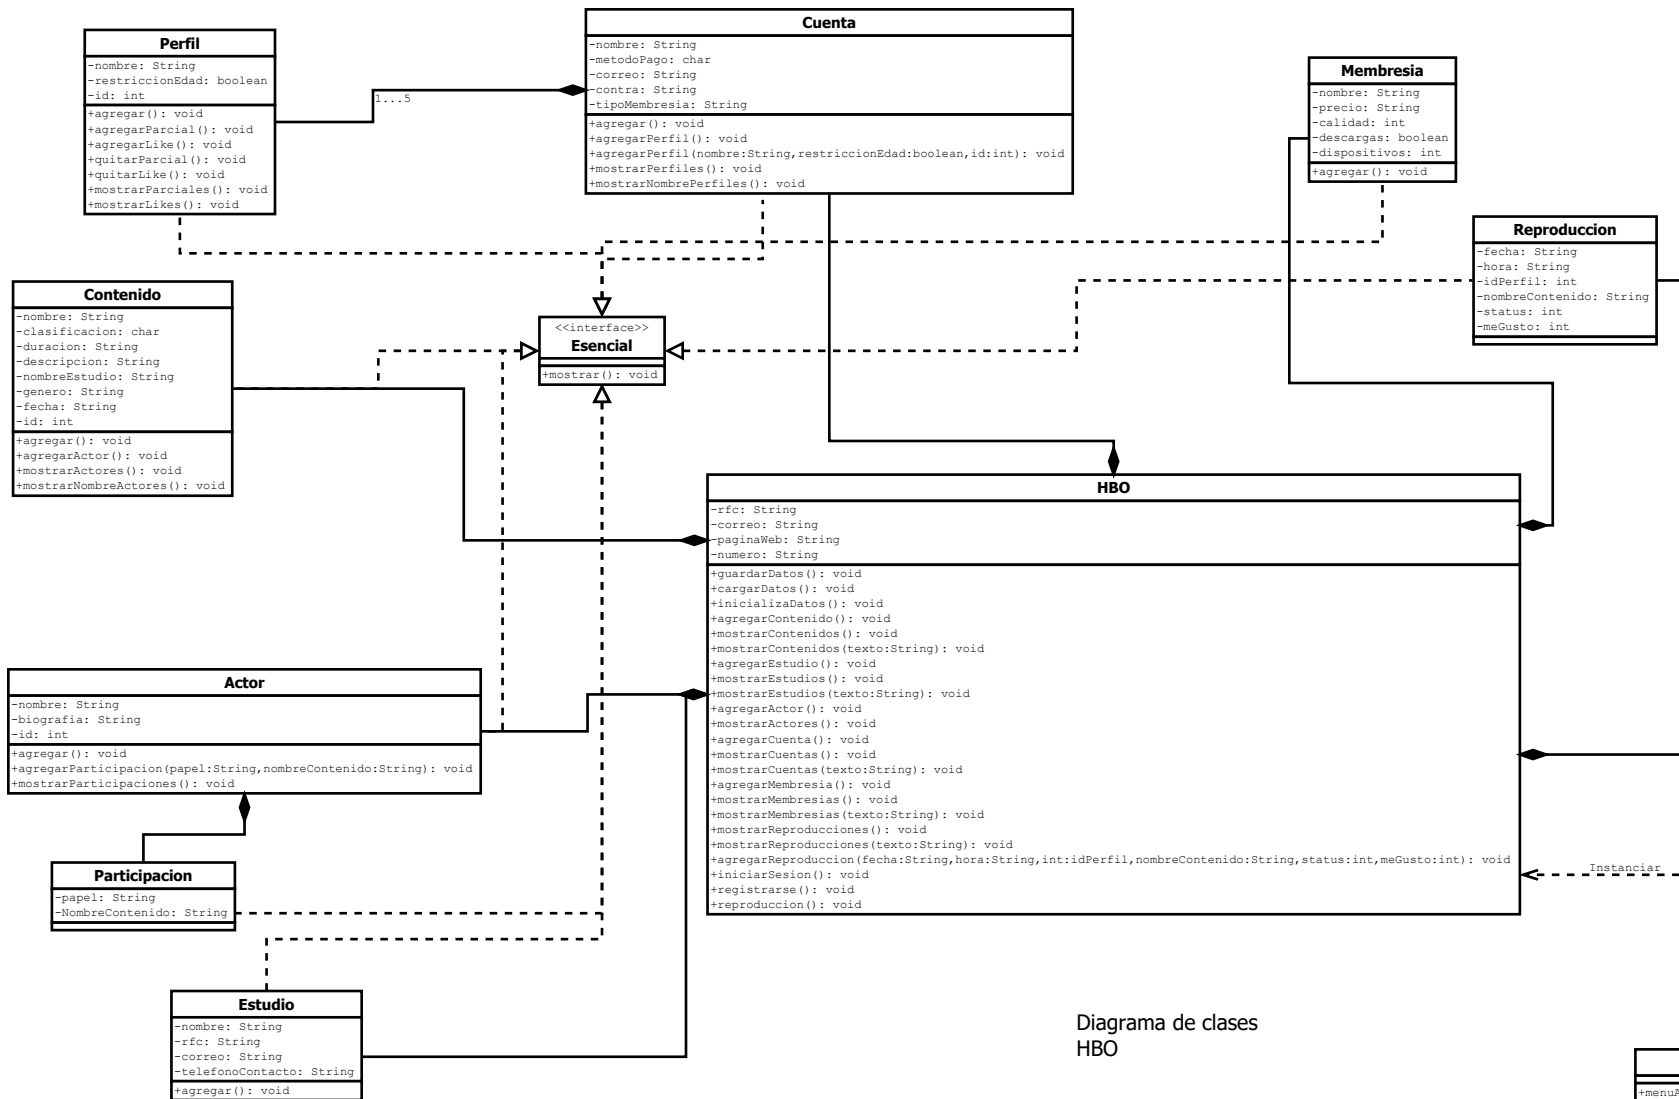 Perfil
-nombre: String
-restriccionEdad: boolean
-id: int
+agregar(): void
+agregarParcial(): void
+agregarLike(): void
+quitarParcial(): void
+quitarLike(): void
+mostrarParciales(): void
+mostrarLikes(): void
1...5
Cuenta
-nombre: String
-metodoPago: char
-correo: String
-contra: String
-tipoMembresia: String
+agregar(): void
+agregarPerfil(): void
+agregarPerfil(nombre:String,restriccionEdad:boolean,id:int): void
+mostrarPerfiles(): void
+mostrarNombrePerfiles(): void
Membresia
-nombre: String
-precio: String
-calidad: int
-descargas: boolean
-dispositivos: int
+agregar(): void
Reproduccion
-fecha: String
-hora: String
-idPerfil: int
-nombreContenido: String
-status: int
-meGusto: int
Contenido
-nombre: String
-clasificacion: char
-duracion: String
-descripcion: String
-nombreEstudio: String
-genero: String
-fecha: String
-id: int
+agregar(): void
+agregarActor(): void
+mostrarActores(): void
+mostrarNombreActores(): void
<<interface>>
Esencial
+mostrar(): void
HBO
-rfc: String
-correo: String
-paginaWeb: String
-numero: String
+guardarDatos(): void
+cargarDatos(): void
+inicializaDatos(): void
+agregarContenido(): void
+mostrarContenidos(): void
+mostrarContenidos(texto:String): void
+agregarEstudio(): void
+mostrarEstudios(): void
+mostrarEstudios(texto:String): void
+agregarActor(): void
+mostrarActores(): void
+agregarCuenta(): void
+mostrarCuentas(): void
+mostrarCuentas(texto:String): void
+agregarMembresia(): void
+mostrarMembresias(): void
+mostrarMembresias(texto:String): void
+mostrarReproducciones(): void
+mostrarReproducciones(texto:String): void
+agregarReproduccion(fecha:String,hora:String,int:idPerfil,nombreContenido:String,status:int,meGusto:int): void
+iniciarSesion(): void
+registrarse(): void
+reproduccion(): void
Instanciar
Actor
-nombre: String
-biografia: String
-id: int
+agregar(): void
+agregarParticipacion(papel:String,nombreContenido:String): void
+mostrarParticipaciones(): void
Participacion
-papel: String
-NombreContenido: String
Estudio
-nombre: String
-rfc: String
-correo: String
-telefonoContacto: String
+agregar(): void
Diagrama de clases
HBO
+menuA